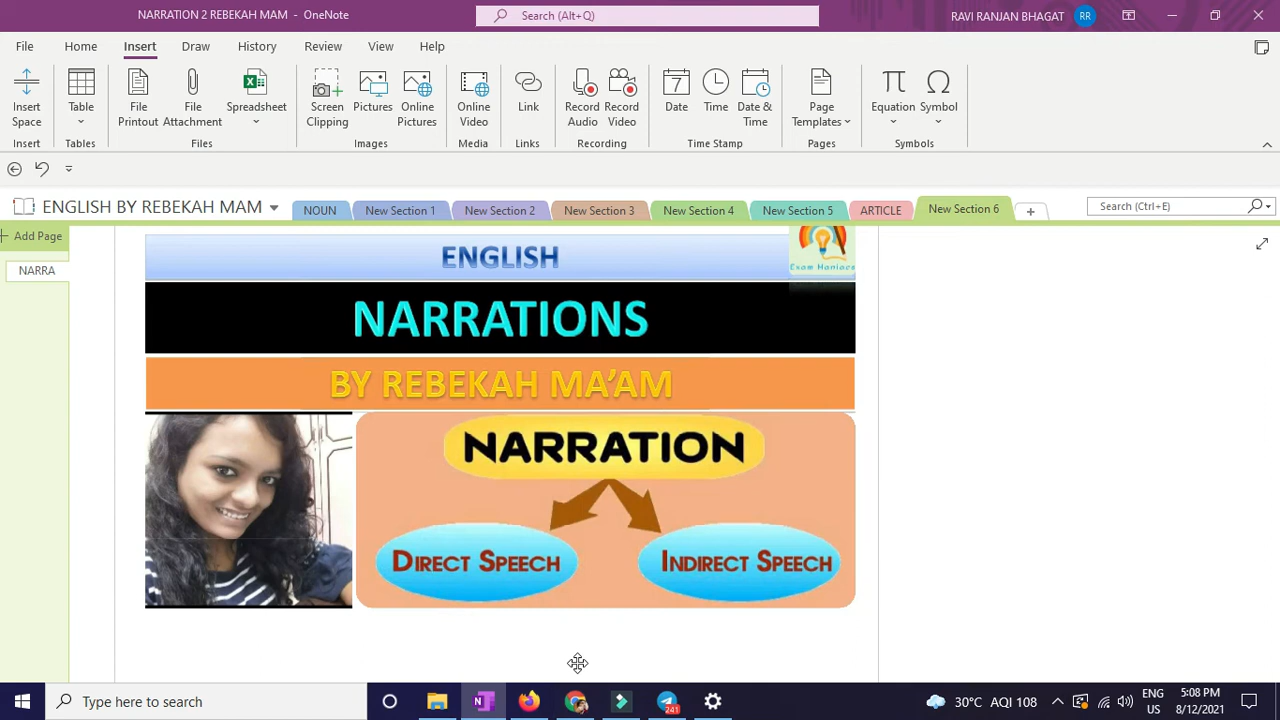 NARRATION 2 REBEKAH MAM - OneNote
Search (Alt+Q)
RAVI RANJAN BHAGAT
RR
File Home Insert Draw History Review View Help
Insert Space
Table
File Printout
File Attachment
Spreadsheet
Screen Clipping
Pictures
Online Pictures
Online Video
Link
Record Audio
Record Video
Date
Time
Date & Time
Page Templates
Equation
Symbol
Insert Tables Files Images Media Links Recording Time Stamp Pages Symbols
ENGLISH BY REBEKAH MAM
NOUN New Section 1 New Section 2 New Section 3 New Section 4 New Section 5 ARTICLE New Section 6
Search (Ctrl+E)
Add Page
NARRA
ENGLISH
Exam Maniacs
NARRATIONS
BY REBEKAH MA'AM
NARRATION
DIRECT SPEECH
INDIRECT SPEECH
Type here to search
241
30°C AQI 108
ENG
US
5:08 PM
8/12/2021